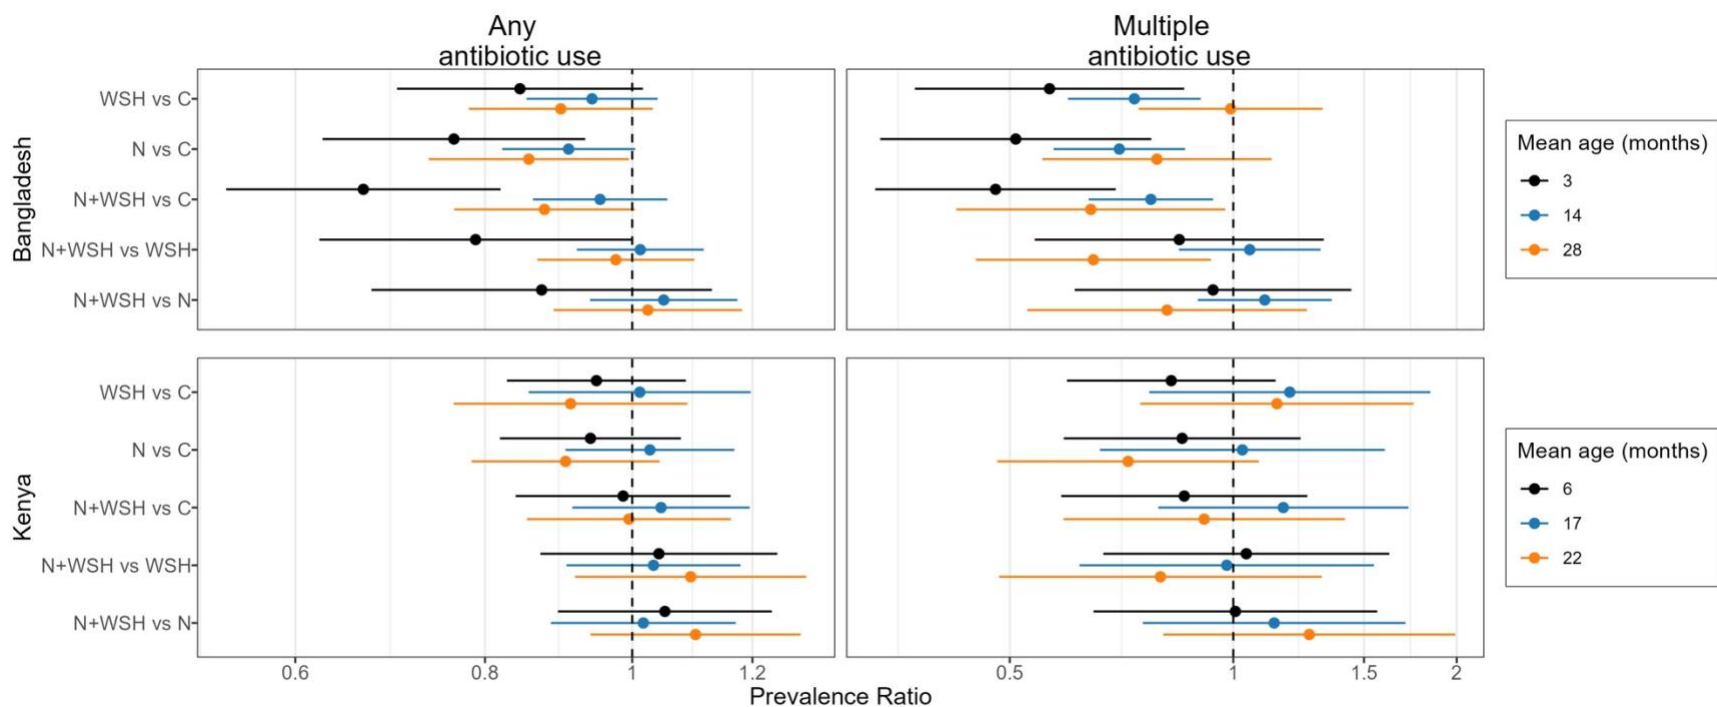 Any
antibiotic use
Multiple
antibiotic use
Bangladesh
WSH vs C
N vs C
N+WSH vs C
N+WSH vs WSH
N+WSH vs N
Mean age (months)
3
14
28
Kenya
WSH vs C
N vs C
N+WSH vs C
N+WSH vs WSH
N+WSH vs N
Mean age (months)
6
17
22
0.6 0.8 1 1.2
0.5 1 1.5 2
Prevalence Ratio